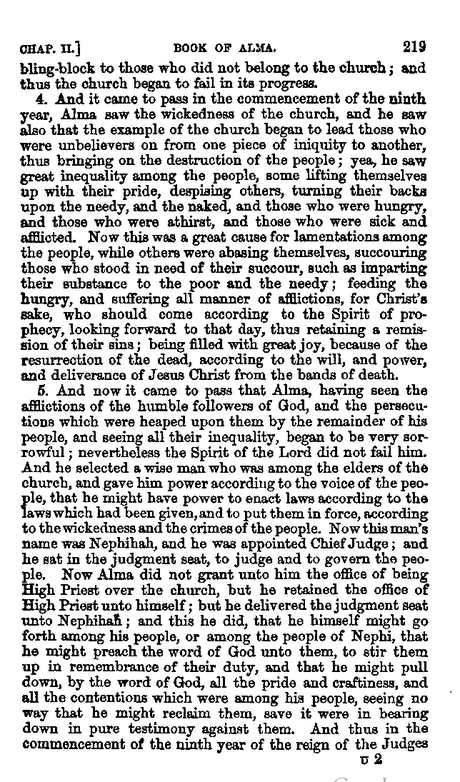 CHAP. II.] BOOK OF ALMA. 219
bling-block to those who did not belong to the church; and
thus the church began to fail in its progress.
4. And it came to pass in the commencement of the ninth
year, Alma saw the wickedness of the church, and he saw
also that the example of the church began to lead those who
were unbelievers on from one piece of iniquity to another,
thus bringing on the destruction of the people; yea, he saw
great inequality among the people, some lifting themselves
up with their pride, despising others, turning their backs
upon the needy, and the naked, and those who were hungry,
and those who were athirst, and those who were sick and
afflicted. Now this was a great cause for lamentations among
the people, while others were abasing themselves, succouring
those who stood in need of their succour, such as imparting
their substance to the poor and the needy; feeding the
hungry, and suffering all manner of afflictions, for Christ's
sake, who should come according to the Spirit of pro-
phecy, looking forward to that day, thus retaining a remis-
sion of their sins; being filled with great joy, because of the
resurrection of the dead, according to the will, and power,
and deliverance of Jesus Christ from the bands of death.
5. And now it came to pass that Alma, having seen the
afflictions of the humble followers of God, and the persecu-
tions which were heaped upon them by the remainder of his
people, and seeing all their inequality, began to be very sor-
rowful; nevertheless the Spirit of the Lord did not fail him.
And he selected a wise man who was among the elders of the
church, and gave him power according to the voice of the peo-
ple, that he might have power to enact laws according to the
laws which had been given, and to put them in force, according
to the wickedness and the crimes of the people. Now this man's
name was Nephihah, and he was appointed Chief Judge; and
he sat in the judgment seat, to judge and to govern the peo-
ple. Now Alma did not grant unto him the office of being
High Priest over the church, but he retained the office of
High Priest unto himself; but he delivered the judgment seat
unto Nephihah; and this he did, that he himself might go
forth among his people, or among the people of Nephi, that
he might preach the word of God unto them, to stir them
up in remembrance of their duty, and that he might pull
down, by the word of God, all the pride and craftiness, and
all the contentions which were among his people, seeing no
way that he might reclaim them, save it were in bearing
down in pure testimony against them. And thus in the
commencement of the ninth year of the reign of the Judges
U 2